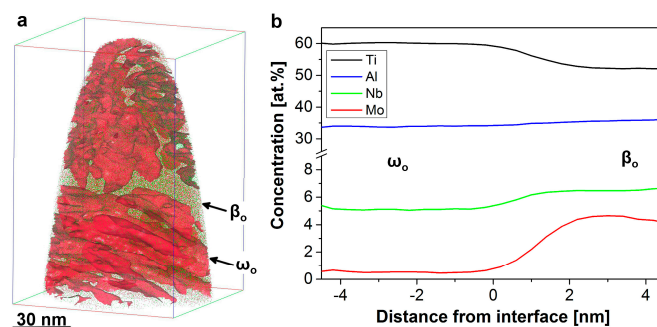 a
βo
ωo
30 nm
b
Concentration [at.%]
60
50
40
30
8
6
4
2
0
Ti
Al
Nb
Mo
ωo
βo
-4
-2
0
2
4
Distance from interface [nm]